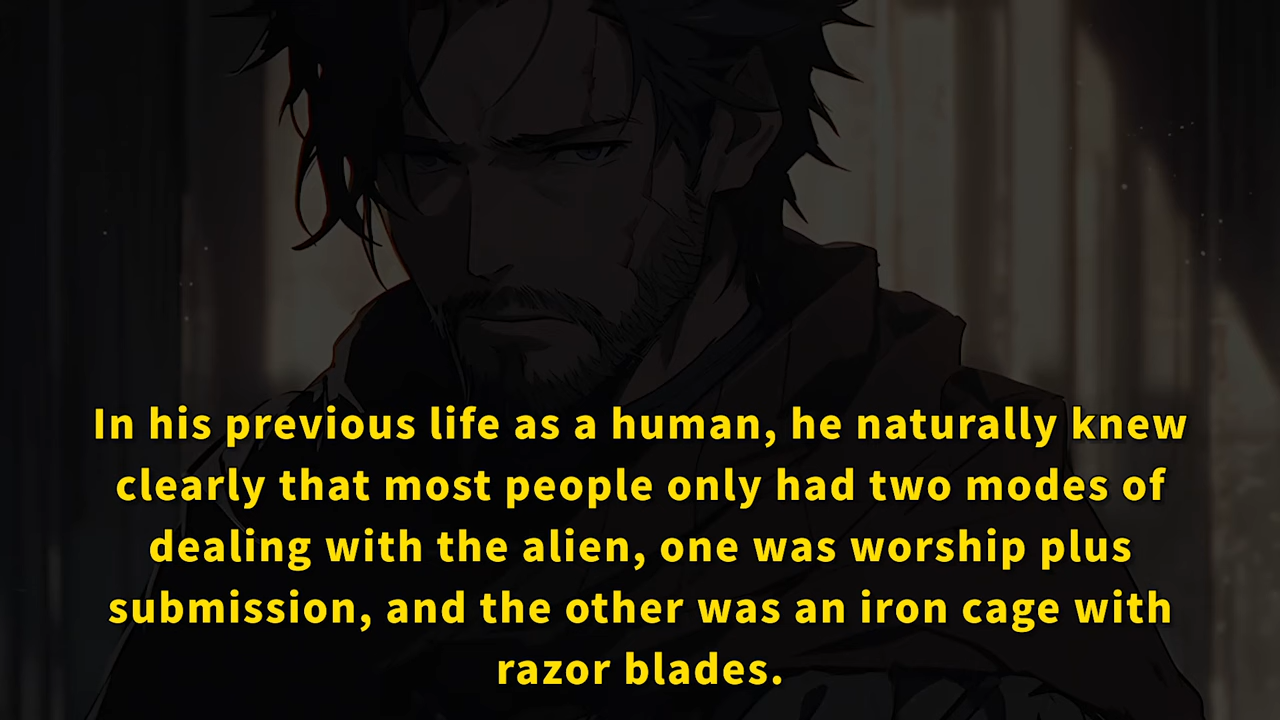 In his previous life as a human, he naturally knew
clearly that most people only had two modes of
dealing with the alien, one was worship plus
submission, and the other was an iron cage with
razor blades.